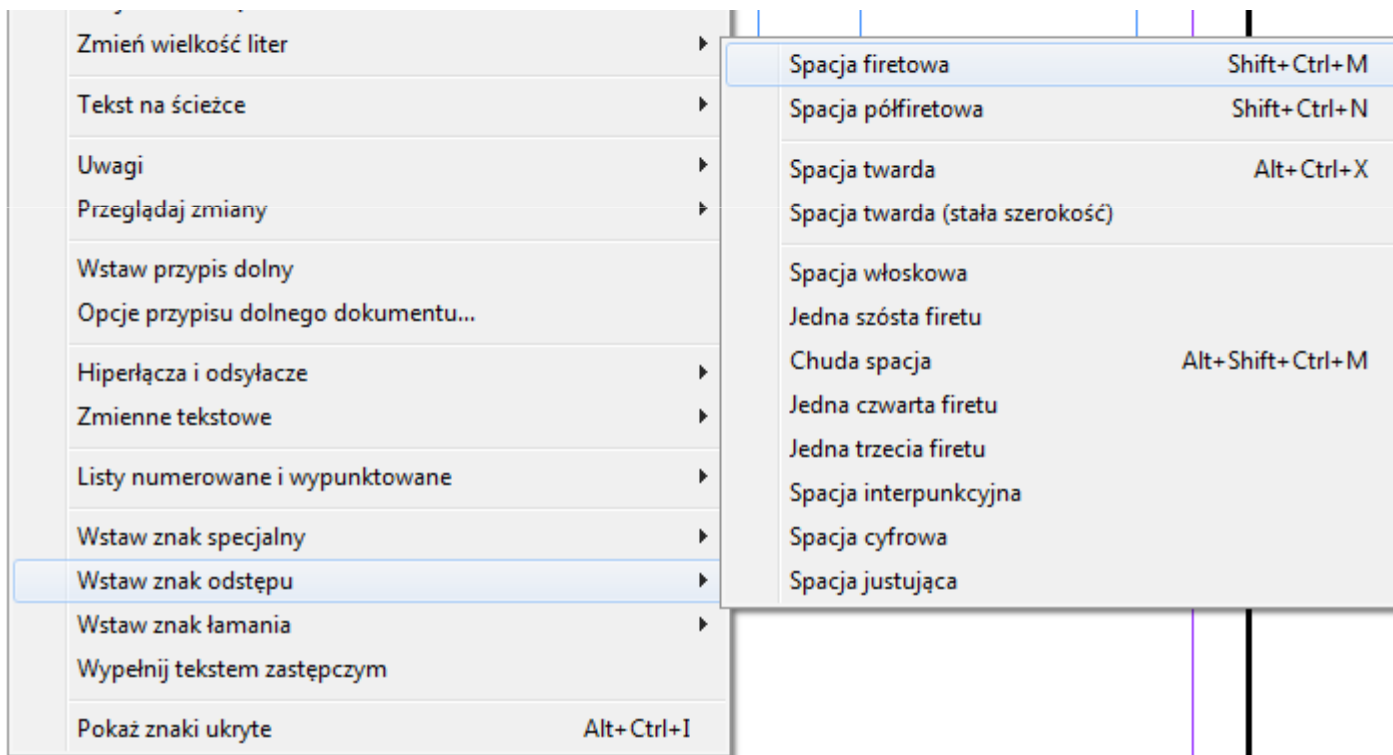 Zmień wielkość liter
Tekst na ścieżce
Uwagi
Przeglądaj zmiany
Wstaw przypis dolny
Opcje przypisu dolnego dokumentu...
Hiperłącza i odsyłacze
Zmienne tekstowe
Listy numerowane i wypunktowane
Wstaw znak specjalny
Wstaw znak odstępu
Wstaw znak łamania
Wypełnij tekstem zastępczym
Pokaż znaki ukryte Alt+Ctrl+I
Spacja firetowa Shift+Ctrl+M
Spacja półfiretowa Shift+Ctrl+N
Spacja twarda Alt+Ctrl+X
Spacja twarda (stała szerokość)
Spacja włoskowa
Jedna szósta firetu
Chuda spacja Alt+Shift+Ctrl+M
Jedna czwarta firetu
Jedna trzecia firetu
Spacja interpunkcyjna
Spacja cyfrowa
Spacja justująca